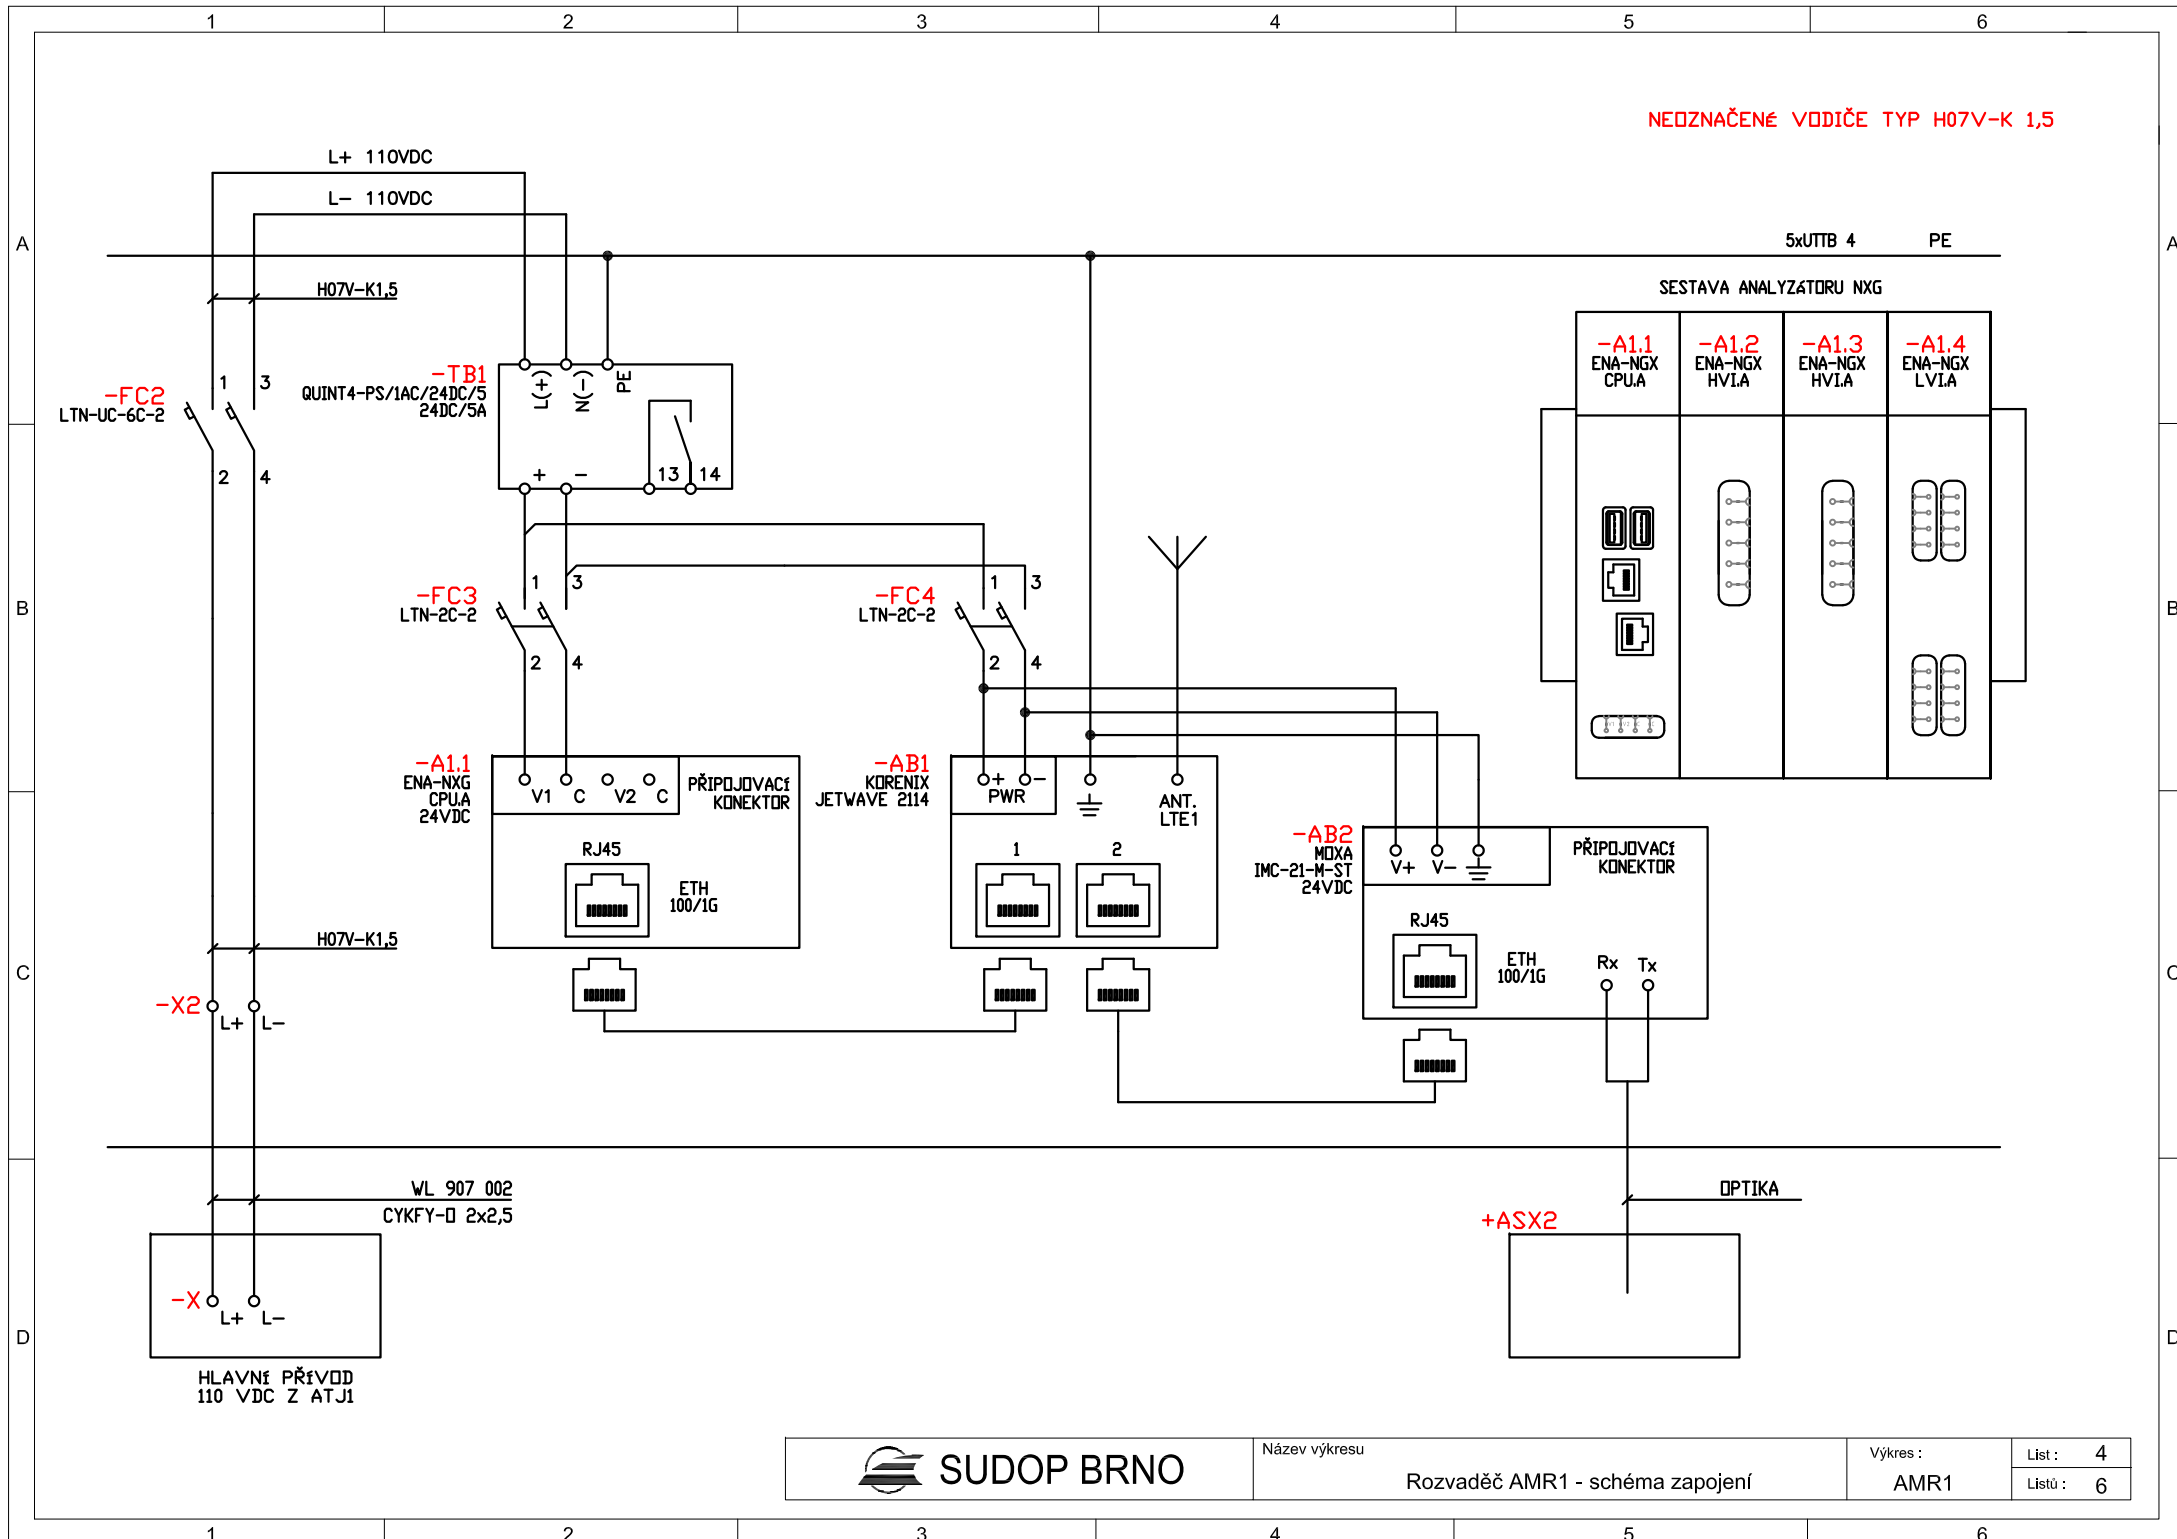 1 2 3 4 5 6
NEOZNAČENÉ VODIČE TYP H07V-K 1,5
L+ 110VDC
L- 110VDC
A
5xUTTB 4 PE
A
H07V-K1,5
SESTAVA ANALYZÁTORU NXG
-A1.1
ENA-NGX
CPU.A
-A1.2
ENA-NGX
HVI.A
-A1.3
ENA-NGX
HVI.A
-A1.4
ENA-NGX
LVI.A
-FC2
LTN-UC-6C-2
1 3
2 4
-TB1
QUINT4-PS/1AC/24DC/5
24DC/5A
L(+) N(-) PE
+ - 13 14
B
-FC3
LTN-2C-2
1 3
2 4
-FC4
LTN-2C-2
1 3
2 4
B
-A1.1
ENA-NXG
CPU.A
24VDC
V1 C V2 C
PŘIPOJOVACÍ
KONEKTOR
RJ45
ETH
100/1G
-AB1
KORENIX
JETWAVE 2114
+ -
PWR
ANT.
LTE1
1 2
-AB2
MOXA
IMC-21-M-ST
24VDC
V+ V-
PŘIPOJOVACÍ
KONEKTOR
RJ45
ETH
100/1G
Rx Tx
H07V-K1,5
C
C
-X2
L+ L-
WL 907 002
CYKFY-O 2x2,5
OPTIKA
+ASX2
-X
L+ L-
D
D
HLAVNÍ PŘÍVOD
110 VDC Z ATJ1
SUDOP BRNO
Název výkresu
Rozvaděč AMR1 - schéma zapojení
Výkres :
AMR1
List : 4
Listů : 6
1 2 3 4 5 6